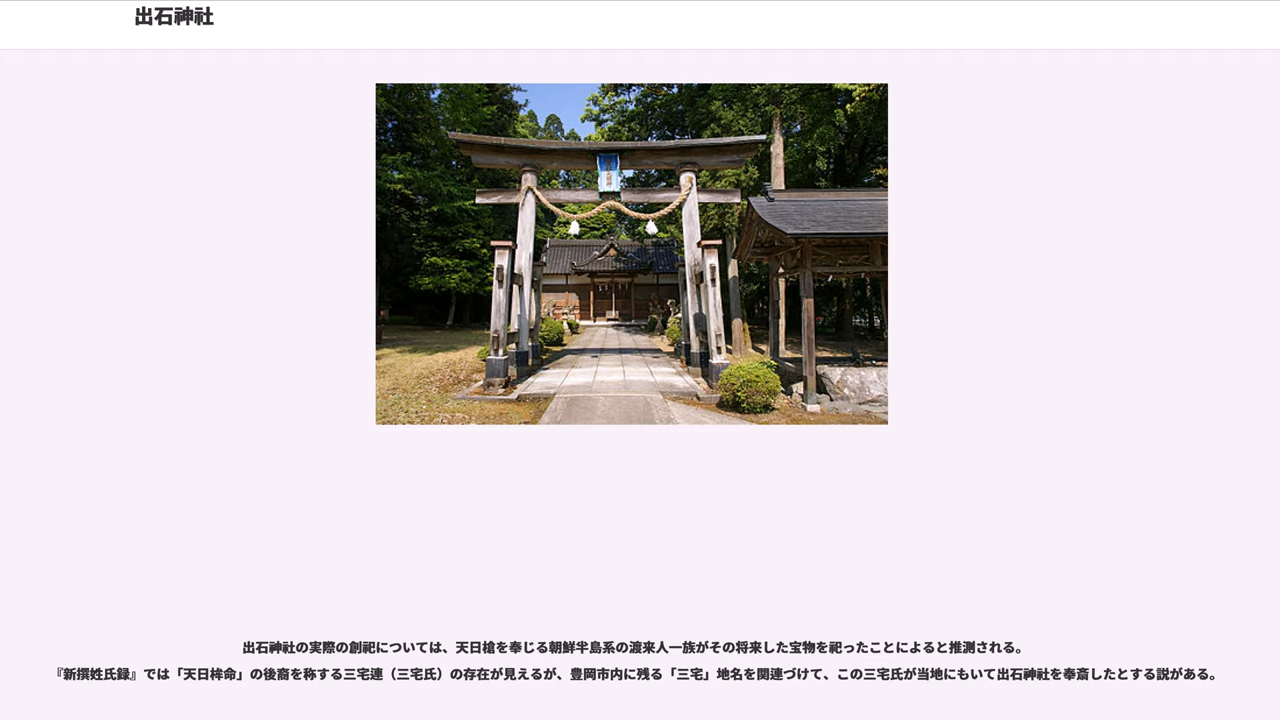 出石神社
出石神社の実際の創祀については、天日槍を奉じる朝鮮半島系の渡来人一族がその将来した宝物を祀ったことによると推測される。
『新撰姓氏録』では「天日桙命」の後裔を称する三宅連（三宅氏）の存在が見えるが、豊岡市内に残る「三宅」地名を関連づけて、この三宅氏が当地にもいて出石神社を奉斎したとする説がある。